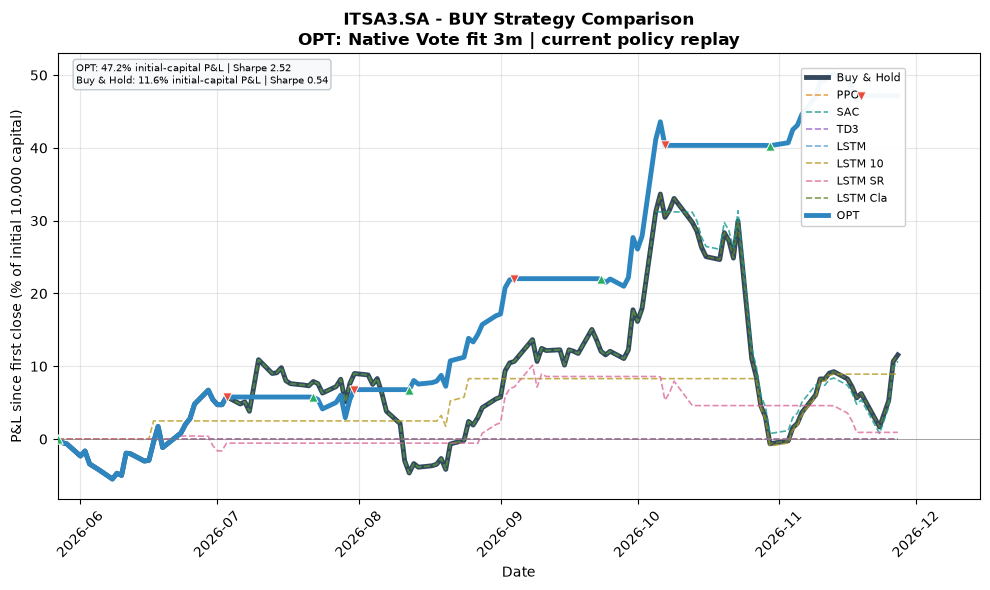 ITSA3.SA - BUY Strategy Comparison
OPT: Native Vote fit 3m | current policy replay
OPT: 47.2% initial-capital P&L | Sharpe 2.52
Buy & Hold: 11.6% initial-capital P&L | Sharpe 0.54
Buy & Hold
PPO
SAC
TD3
LSTM
LSTM 10
LSTM SR
LSTM Cla
OPT
P&L since first close (% of initial 10,000 capital)
50
40
30
20
10
0
2026-06
2026-07
2026-08
2026-09
2026-10
2026-11
2026-12
Date